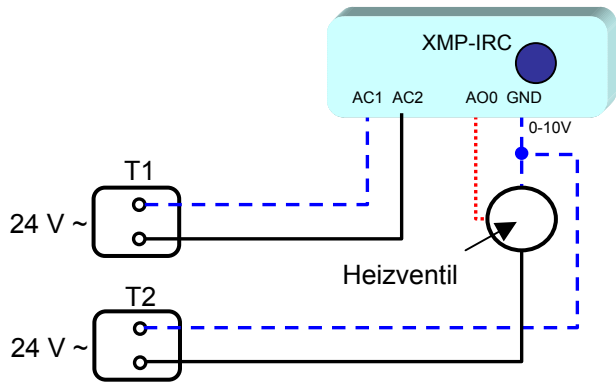 XMP-IRC
AC1 AC2 AO0 GND
0-10V
T1
24 V ~
Heizventil
T2
24 V ~